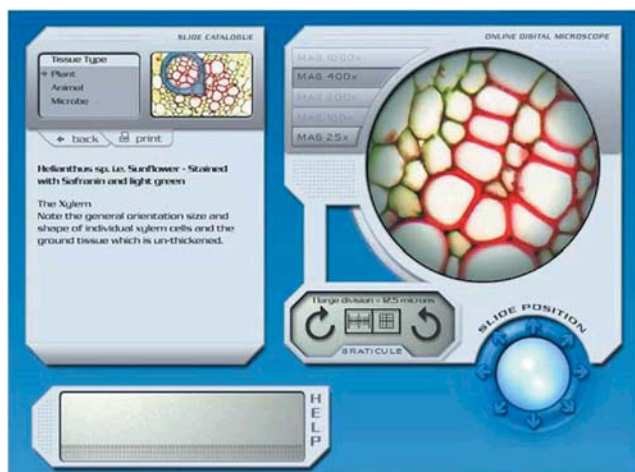 SLIDE CATALOGUE
Tissue Type
Plant
Animal
Microbe
back
print
Helianthus sp. i.e. Sunflower - Stained
with Safranin and light green
The Xylem
Note the general orientation size and
shape of individual xylem cells and the
ground tissue which is un-thickened.
ONLINE DIGITAL MICROSCOPE
MAG 1000x
MAG 400x
MAG 100x
MAG 25x
1 large division = 12.5 microns
GRATICULE
SLIDE POSITION
HELP